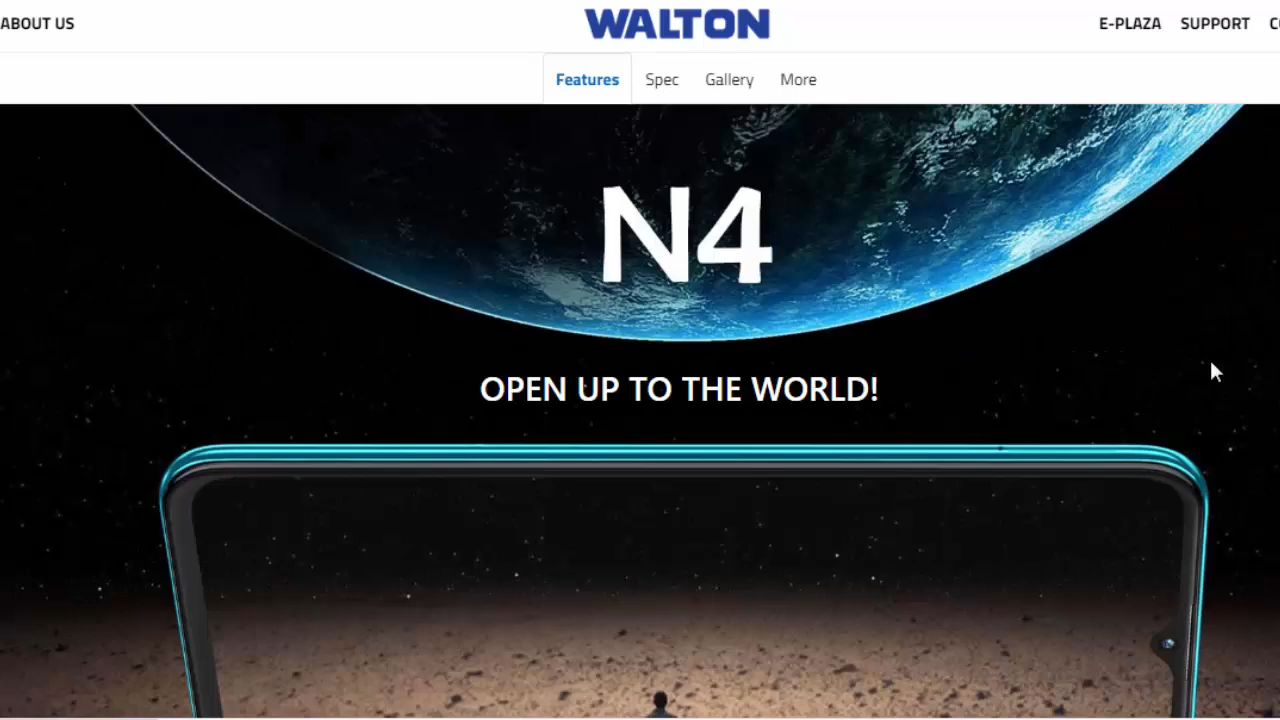 ABOUT US
WALTON
E-PLAZA SUPPORT
Features Spec Gallery More
N4
OPEN UP TO THE WORLD!